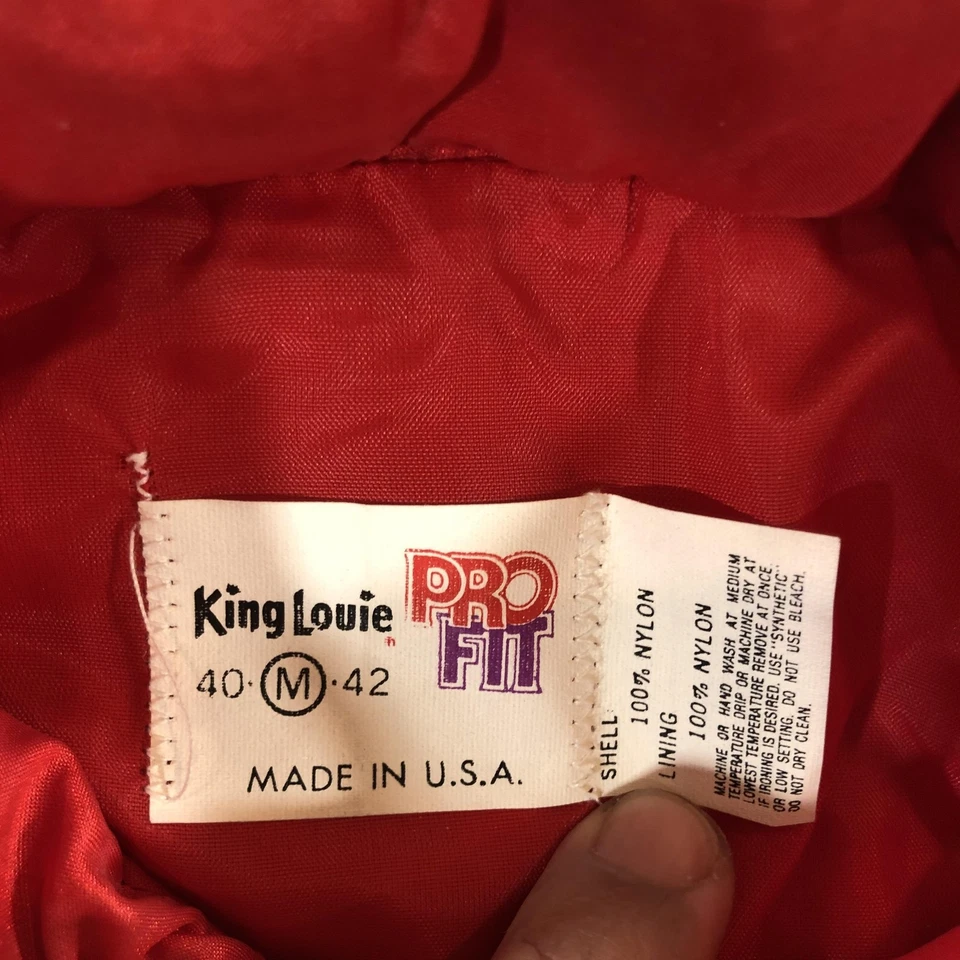 King Louie
PRO
FIT
40·M·42
MADE IN U.S.A.
SHELL:
100% NYLON
LINING
100% NYLON
MACHINE OR HAND WASH AT MEDIUM
TEMPERATURE DRIP OR MACHINE DRY AT
LOWEST TEMPERATURE REMOVE AT ONCE.
IF IRONING IS DESIRED. USE "SYNTHETIC"
OR LOW SETTING. DO NOT USE BLEACH.
DO NOT DRY CLEAN.